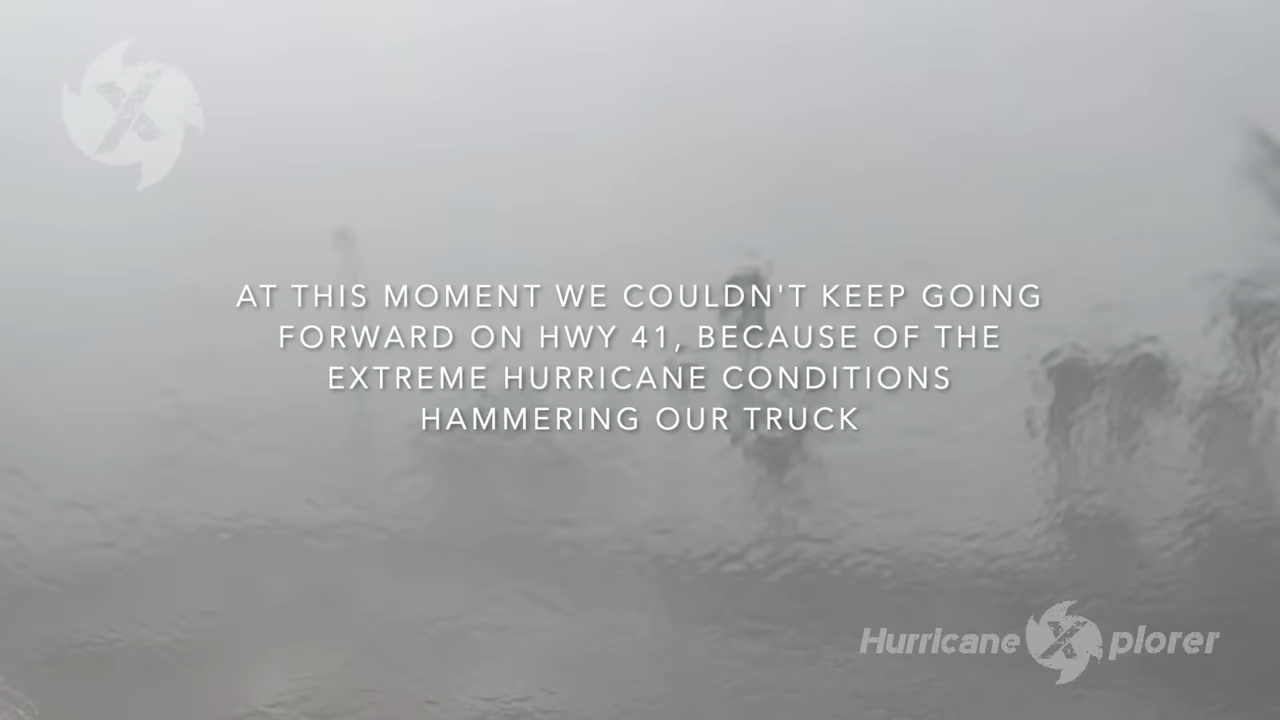 AT THIS MOMENT WE COULDN'T KEEP GOING
FORWARD ON HWY 41, BECAUSE OF THE
EXTREME HURRICANE CONDITIONS
HAMMERING OUR TRUCK
X
Hurricane X plorer